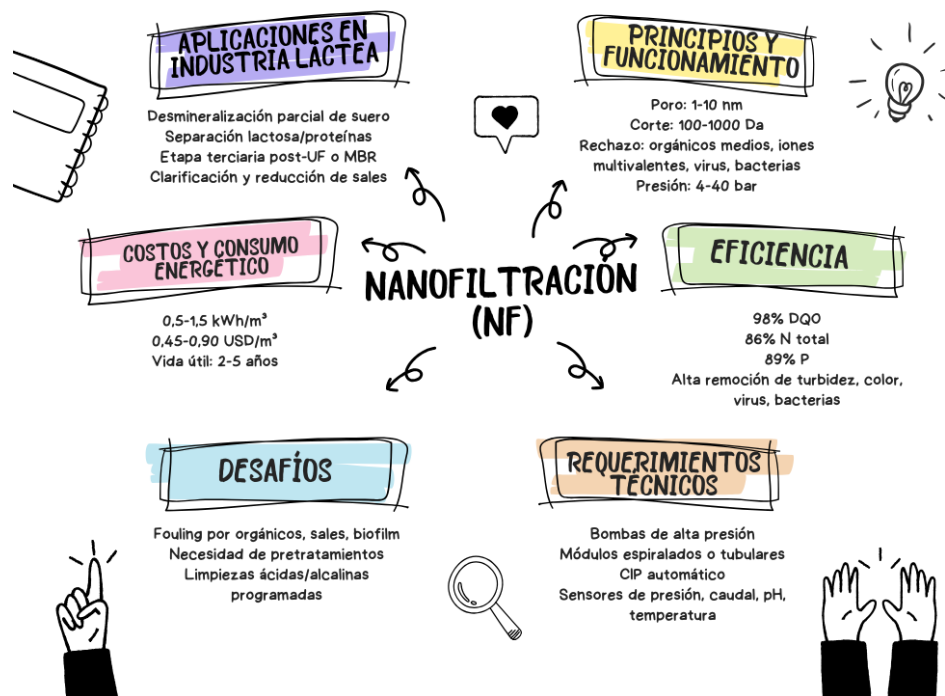 APLICACIONES EN
INDUSTRIA LÁCTEA
Desmineralización parcial de suero
Separación lactosa/proteínas
Etapa terciaria post-UF o MBR
Clarificación y reducción de sales
PRINCIPIOS Y
FUNCIONAMIENTO
Poro: 1-10 nm
Corte: 100-1000 Da
Rechazo: orgánicos medios, iones
multivalentes, virus, bacterias
Presión: 4-40 bar
COSTOS Y CONSUMO
ENERGÉTICO
0,5-1,5 kWh/m³
0,45-0,90 USD/m³
Vida útil: 2-5 años
NANOFILTRACIÓN
(NF)
EFICIENCIA
98% DQO
86% N total
89% P
Alta remoción de turbidez, color,
virus, bacterias
DESAFÍOS
Fouling por orgánicos, sales, biofilm
Necesidad de pretratamientos
Limpiezas ácidas/alcalinas
programadas
REQUERIMIENTOS
TÉCNICOS
Bombas de alta presión
Módulos espiralados o tubulares
CIP automático
Sensores de presión, caudal, pH,
temperatura